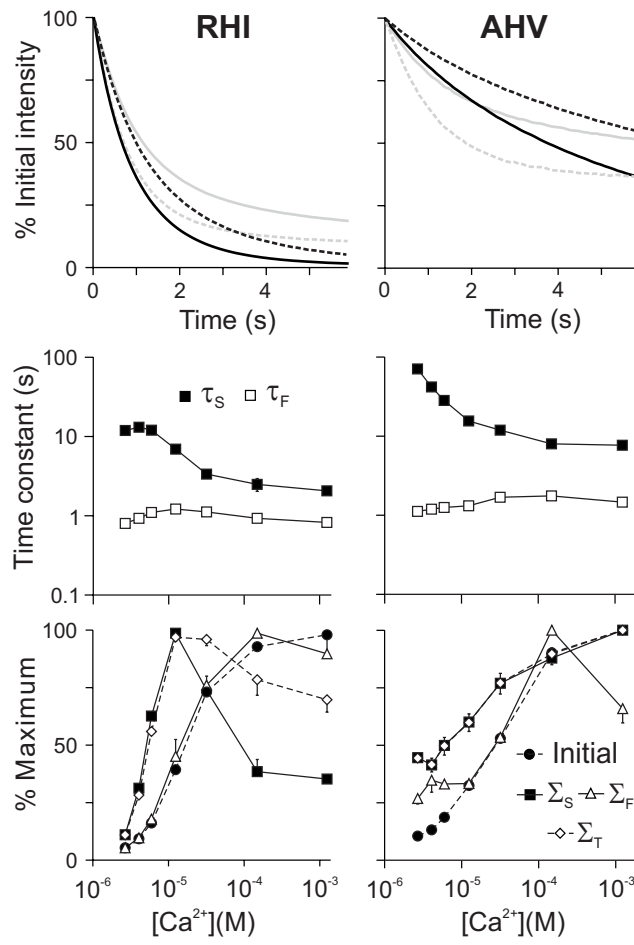 RHI
AHV
% Initial intensity
100
50
0
0
2
4
0
2
4
Time (s)
Time (s)
Time constant (s)
100
10
1
0.1
τS
τF
% Maximum
100
50
0
Initial
ΣS
ΣF
ΣT
10-6
10-5
10-4
10-3
10-6
10-5
10-4
10-3
[Ca2+](M)
[Ca2+](M)